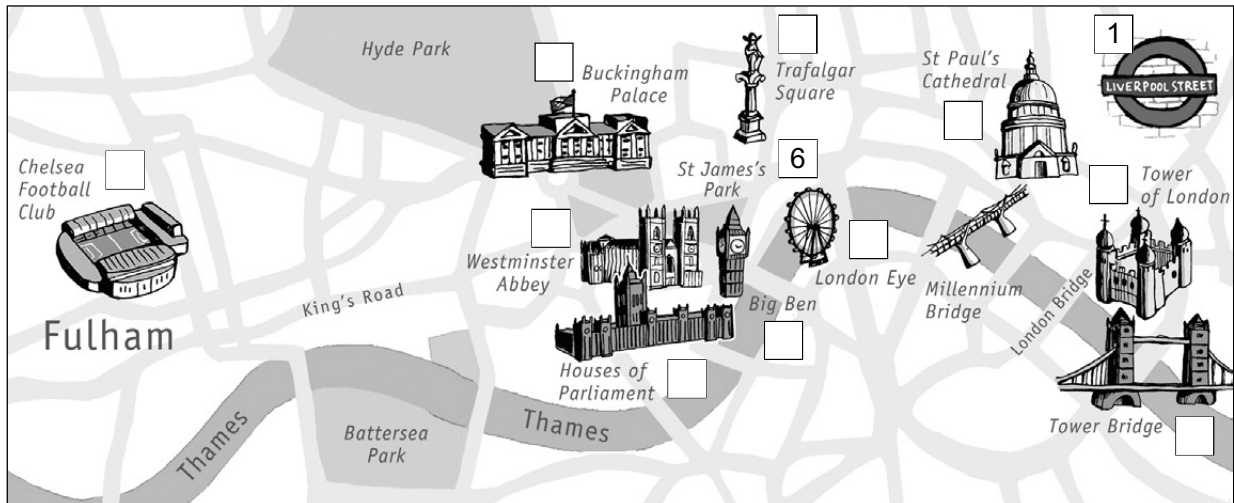 Hyde Park
Buckingham
Palace
Trafalgar
Square
St Paul's
Cathedral
1
LIVERPOOL STREET
Chelsea
Football
Club
St James's
Park
6
Tower
of London
Westminster
Abbey
London Eye
King's Road
Big Ben
Millennium
Bridge
London Bridge
Fulham
Houses of
Parliament
Thames
Thames
Battersea
Park
Tower Bridge